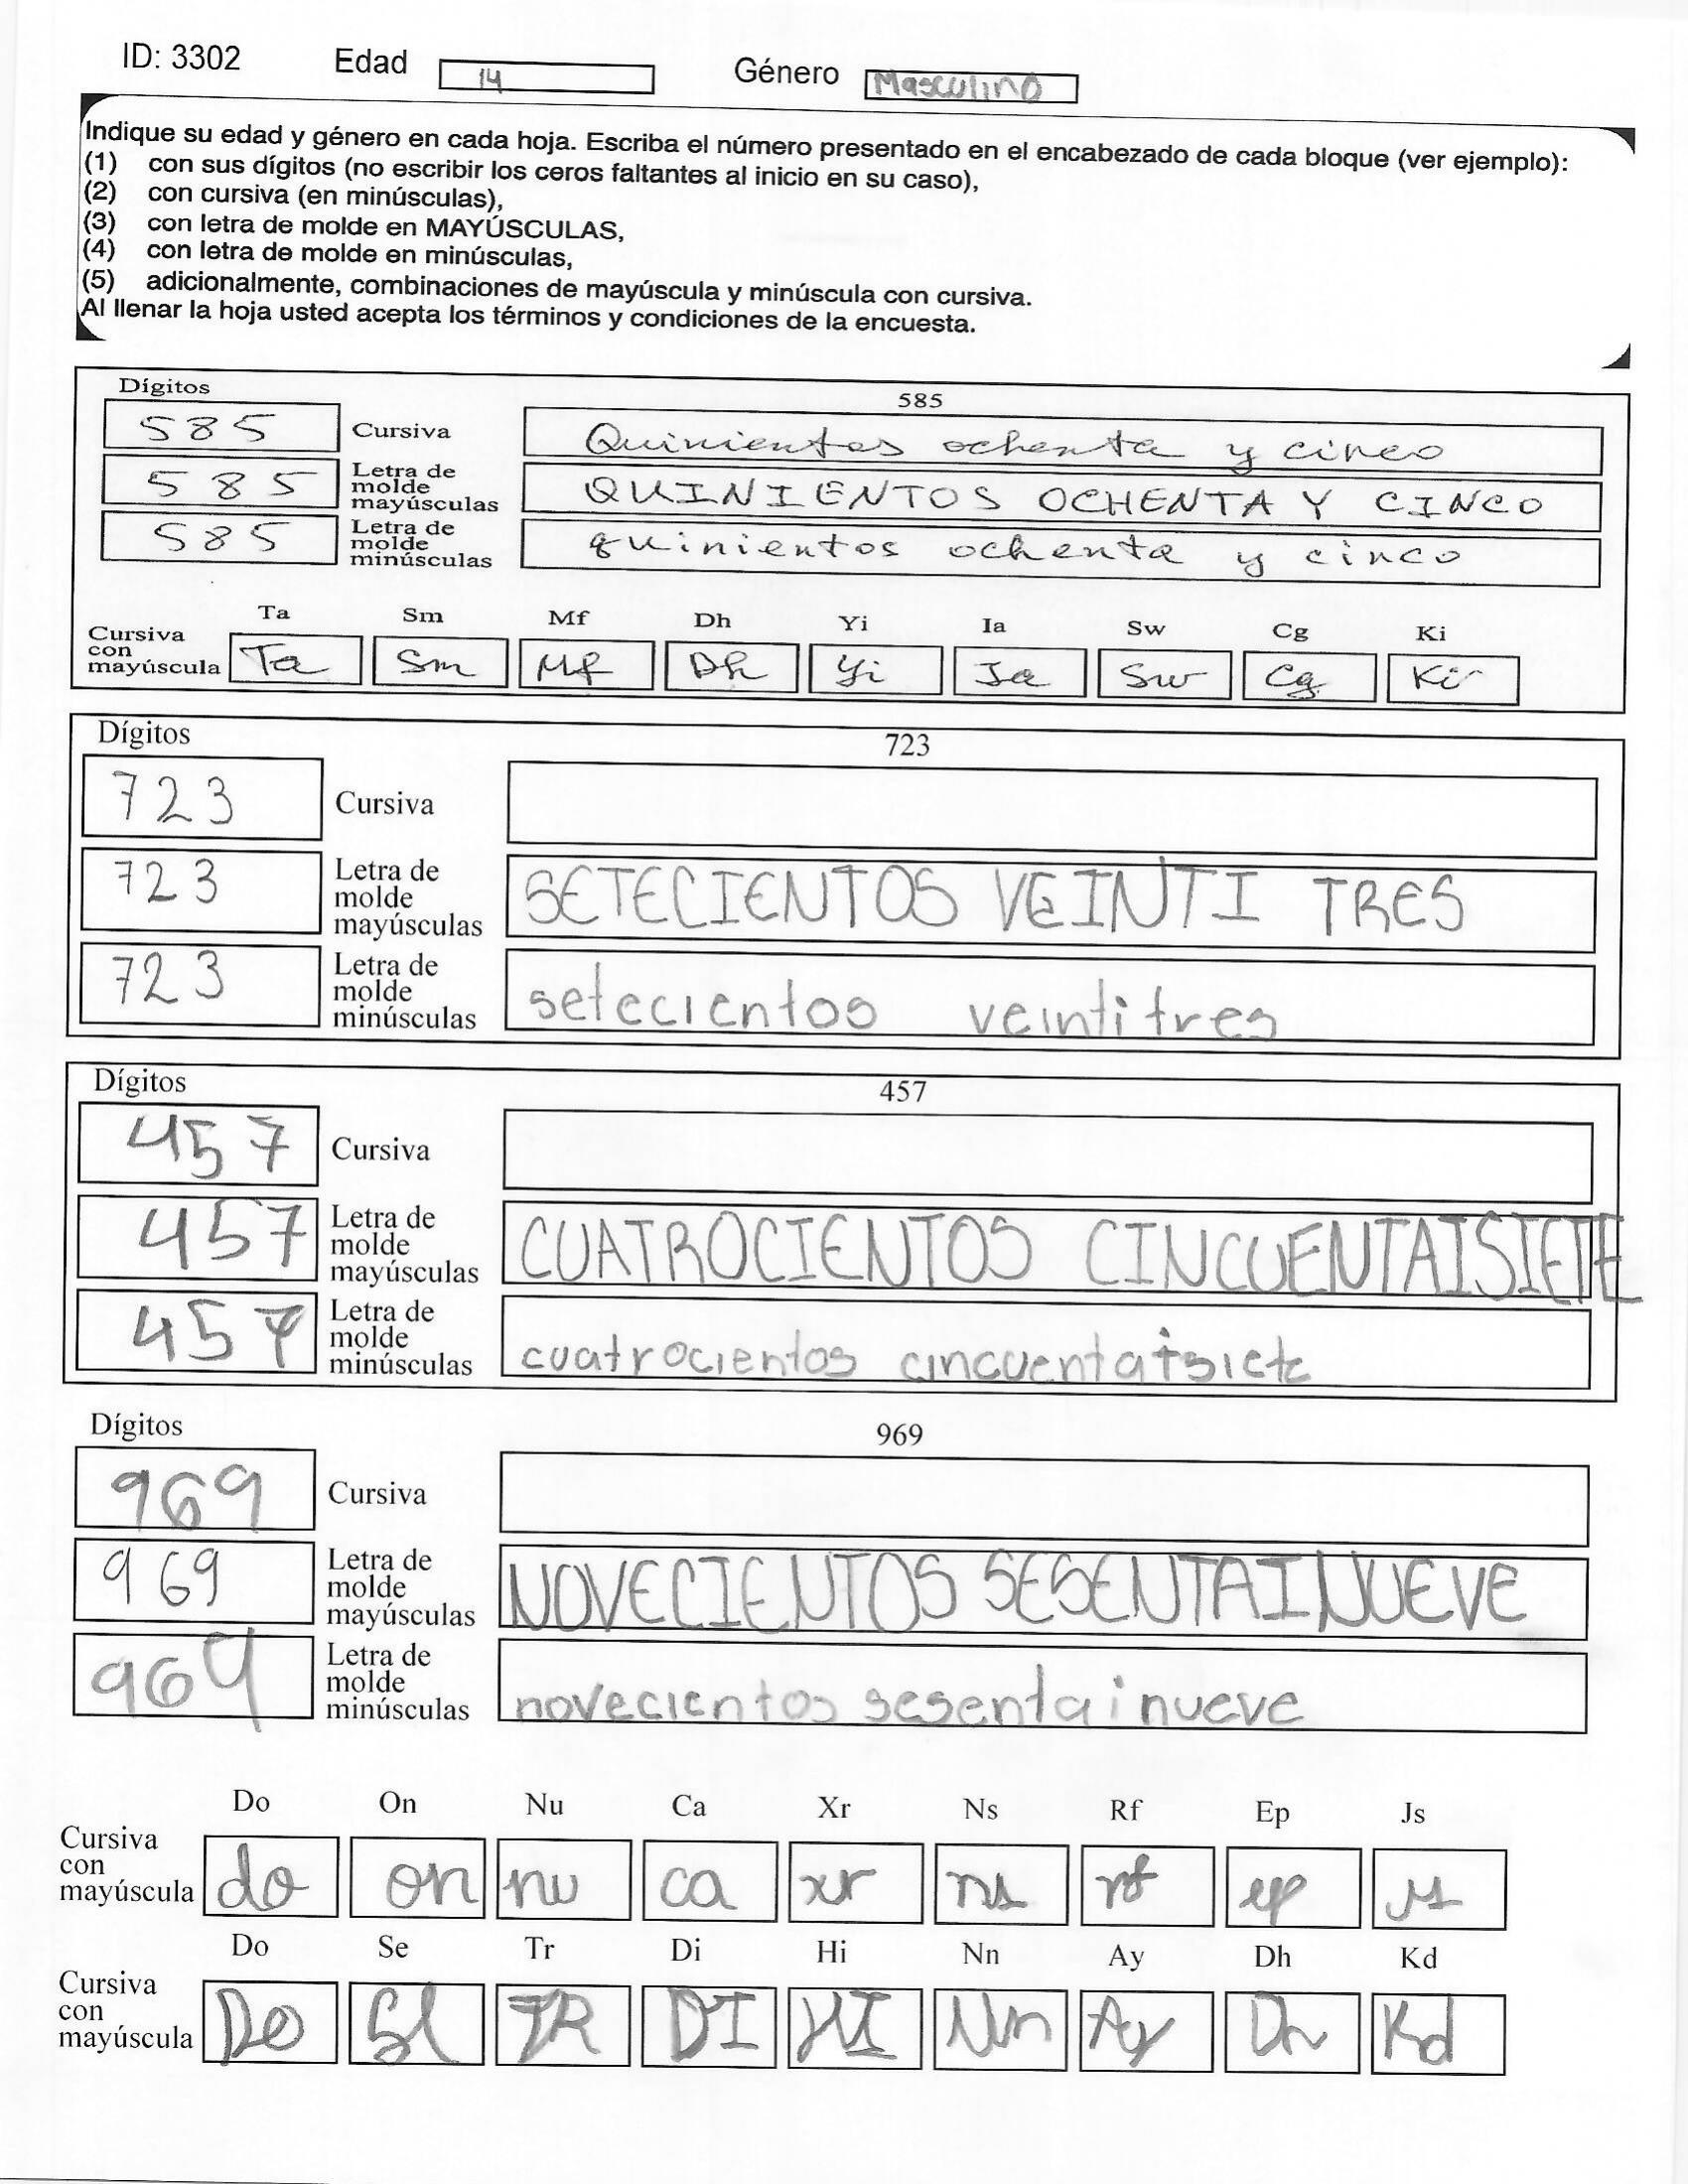 ID: 3302 Edad 14 Género Masculino
Indique su edad y género en cada hoja. Escriba el número presentado en el encabezado de cada bloque (ver ejemplo):
(1) con sus dígitos (no escribir los ceros faltantes al inicio en su caso),
(2) con cursiva (en minúsculas),
(3) con letra de molde en MAYÚSCULAS,
(4) con letra de molde en minúsculas,
(5) adicionalmente, combinaciones de mayúscula y minúscula con cursiva.
Al llenar la hoja usted acepta los términos y condiciones de la encuesta.
Dígitos 585
585 Cursiva Quinientos ochenta y cinco
585 Letra de molde mayúsculas QUINIENTOS OCHENTA Y CINCO
585 Letra de molde minúsculas quinientos ochenta y cinco
Ta Sm Mf Dh Yi Ia Sw Cg Ki
Cursiva con mayúscula Ta Sm Mf Dh Yi Ia Sw Cg Ki
Dígitos 723
723 Cursiva
723 Letra de molde mayúsculas SETECIENTOS VEINTI TRES
723 Letra de molde minúsculas setecientos veintitres
Dígitos 457
457 Cursiva
457 Letra de molde mayúsculas CUATROCIENTOS CINCUENTAISIETE
457 Letra de molde minúsculas cuatrocientos cincuentaisiete
Dígitos 969
969 Cursiva
969 Letra de molde mayúsculas NOVECIENTOS SESENTAINUEVE
969 Letra de molde minúsculas novecientos sesentainueve
Do On Nu Ca Xr Ns Rf Ep Js
Cursiva con mayúscula do on nu ca xr ns rf ep js
Do Se Tr Di Hi Nn Ay Dh Kd
Cursiva con mayúscula Do Se TR DI HI Nn Ay Dh Kd